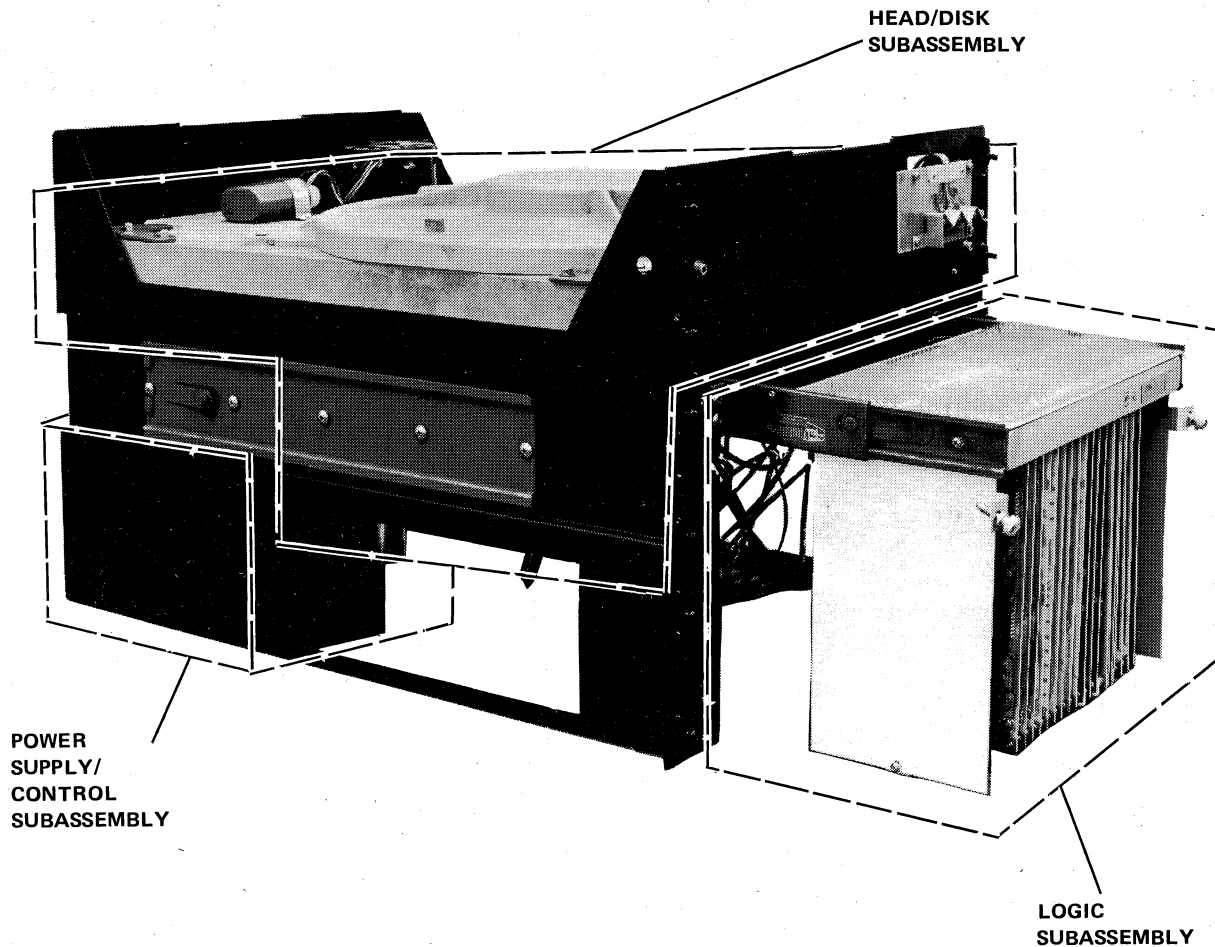 HEAD/DISK
SUBASSEMBLY
POWER
SUPPLY/
CONTROL
SUBASSEMBLY
LOGIC
SUBASSEMBLY